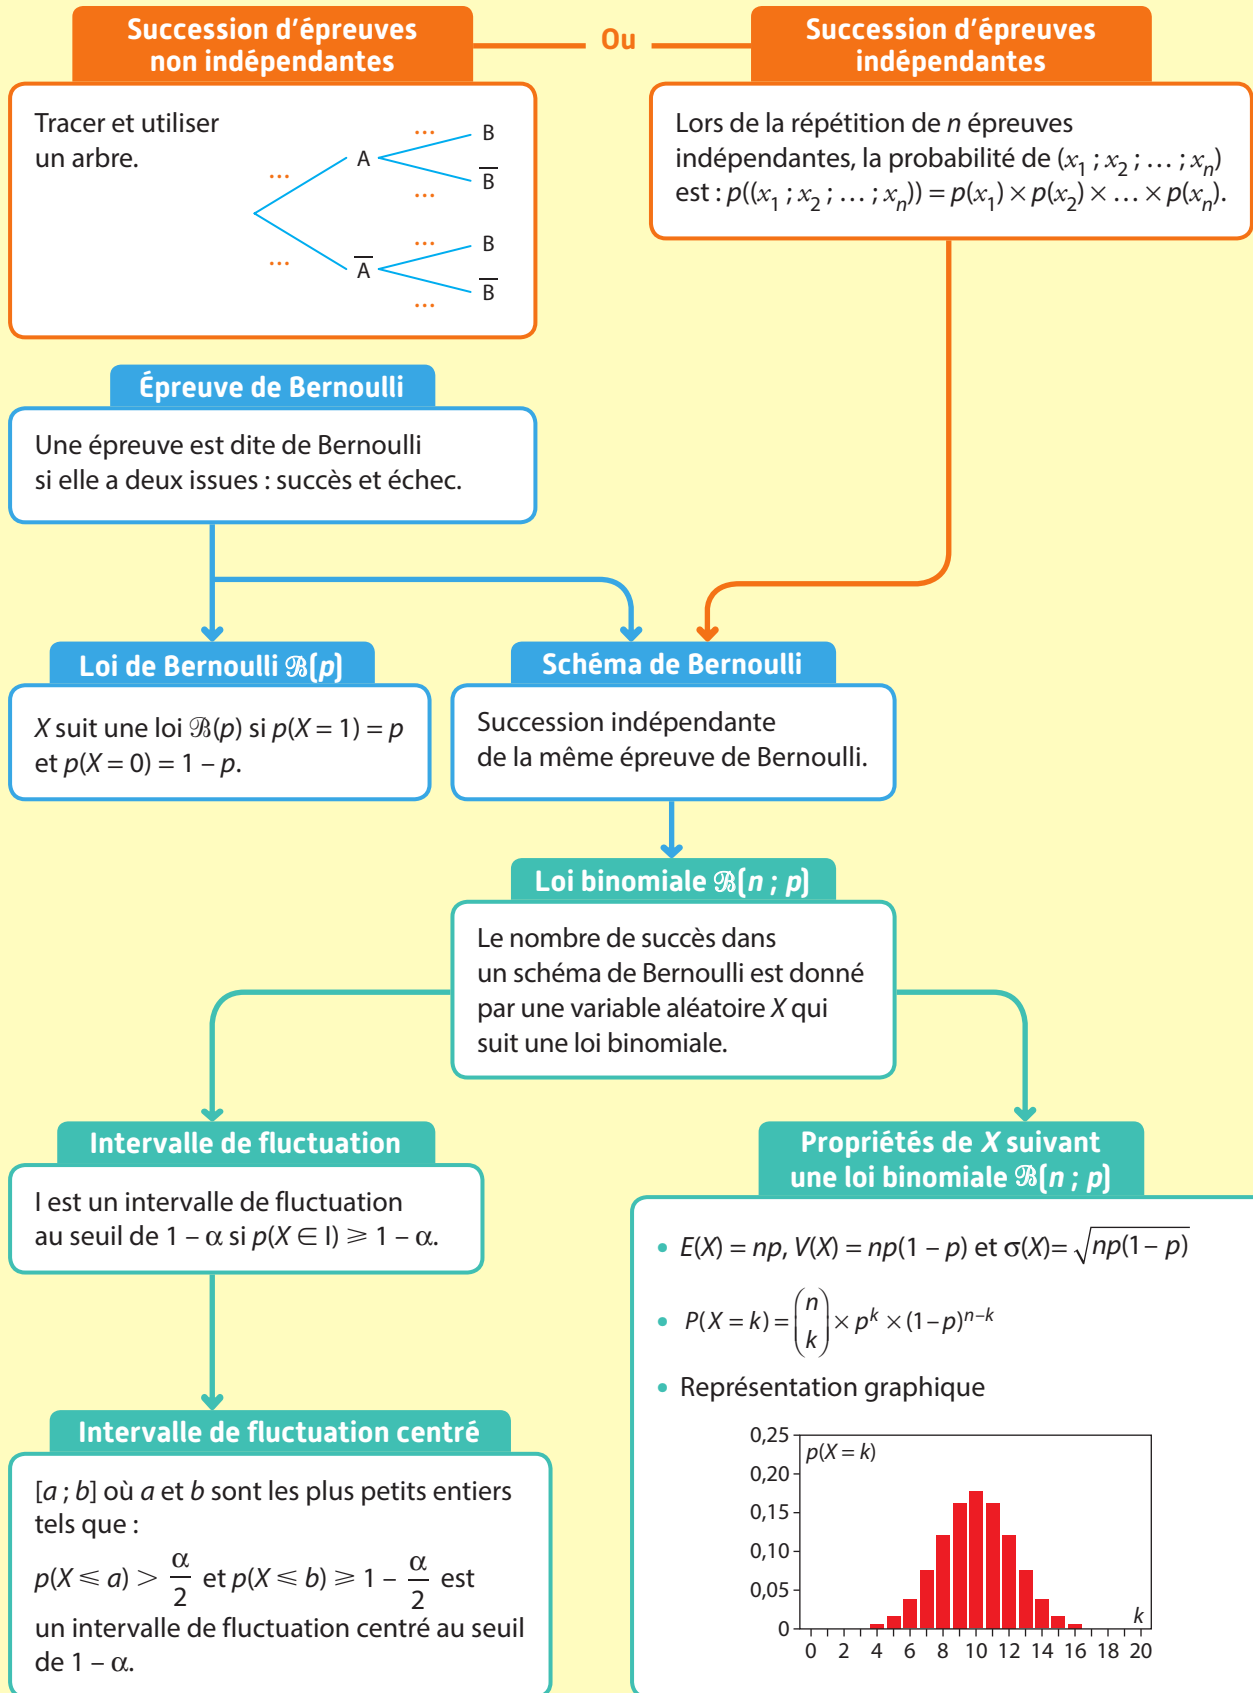 Succession d'épreuves
non indépendantes
Ou
Succession d'épreuves
indépendantes
Tracer et utiliser
un arbre.
...
...
A
A̅
...
...
...
...
B
B̅
B
B̅
Lors de la répétition de n épreuves
indépendantes, la probabilité de (x₁ ; x₂ ; … ; xₙ)
est : p((x₁ ; x₂ ; … ; xₙ)) = p(x₁) × p(x₂) × … × p(xₙ).
Épreuve de Bernoulli
Une épreuve est dite de Bernoulli
si elle a deux issues : succès et échec.
Loi de Bernoulli ℬ(p)
X suit une loi ℬ(p) si p(X = 1) = p
et p(X = 0) = 1 – p.
Schéma de Bernoulli
Succession indépendante
de la même épreuve de Bernoulli.
Loi binomiale ℬ(n ; p)
Le nombre de succès dans
un schéma de Bernoulli est donné
par une variable aléatoire X qui
suit une loi binomiale.
Intervalle de fluctuation
I est un intervalle de fluctuation
au seuil de 1 – α si p(X ∈ I) ⩾ 1 – α.
Intervalle de fluctuation centré
[a ; b] où a et b sont les plus petits entiers
tels que :
p(X ⩽ a) > α/2 et p(X ⩽ b) ⩾ 1 – α/2 est
un intervalle de fluctuation centré au seuil
de 1 – α.
Propriétés de X suivant
une loi binomiale ℬ(n ; p)
• E(X) = np, V(X) = np(1 – p) et σ(X)= √(np(1 – p))
• P(X = k) = (n k) × pᵏ × (1–p)ⁿ⁻ᵏ
• Représentation graphique
p(X = k)
0,25
0,20
0,15
0,10
0,05
0
k
0 2 4 6 8 10 12 14 16 18 20